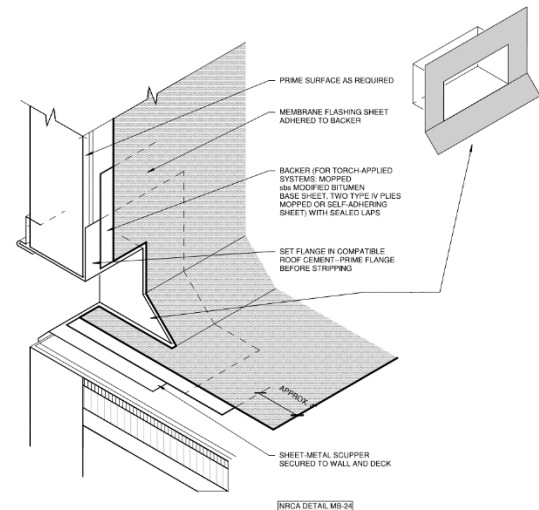 PRIME SURFACE AS REQUIRED
MEMBRANE FLASHING SHEET
ADHERED TO BACKER
BACKER (FOR TORCH-APPLIED
SYSTEMS: MOPPED
sbs MODIFIED BITUMEN
BASE SHEET, TWO TYPE IV PLIES
MOPPED OR SELF-ADHERING
SHEET) WITH SEALED LAPS
SET FLANGE IN COMPATIBLE
ROOF CEMENT–PRIME FLANGE
BEFORE STRIPPING
APPROX.
SHEET-METAL SCUPPER
SECURED TO WALL AND DECK
NRCA DETAIL MB-24